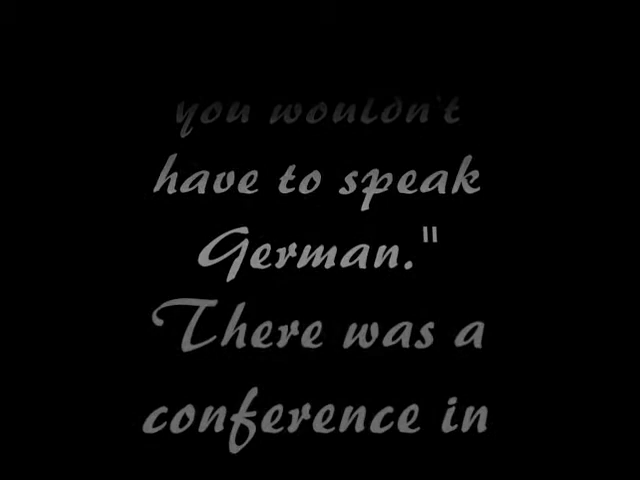 you wouldn't
have to speak
German."
There was a
conference in